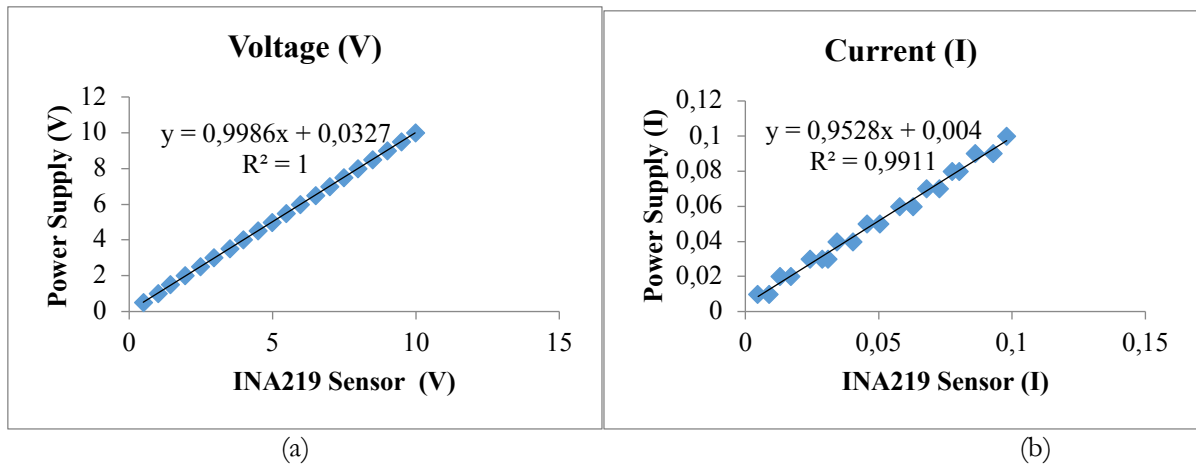 Voltage (V)
Power Supply (V)
12
10
8
6
4
2
0
y = 0,9986x + 0,0327
R² = 1
0 5 10 15
INA219 Sensor (V)
(a)
Current (I)
Power Supply (I)
0,12
0,1
0,08
0,06
0,04
0,02
0
y = 0,9528x + 0,004
R² = 0,9911
0 0,05 0,1 0,15
INA219 Sensor (I)
(b)